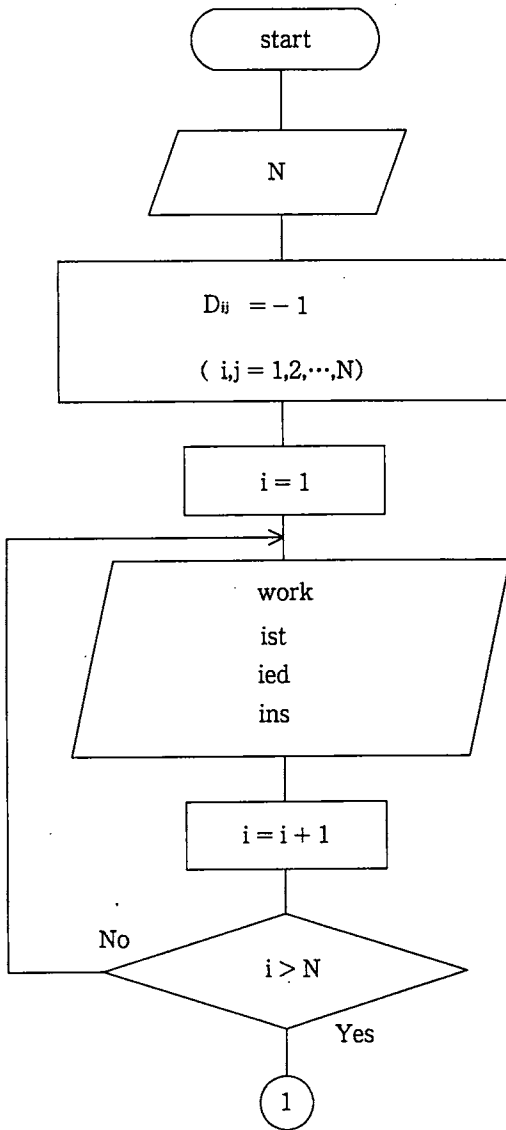 start
N
Dij = − 1
( i,j = 1,2,⋯,N)
i = 1
work
ist
ied
ins
i = i + 1
No
i > N
Yes
1